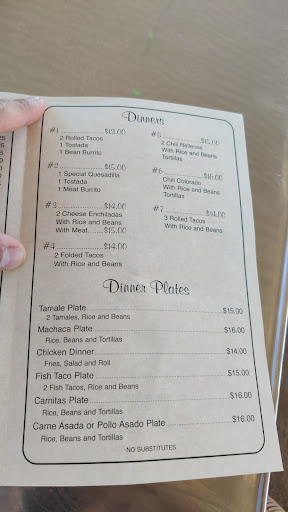 Dinners
#1 $13.00
2 Rolled Tacos
1 Tostada
1 Bean Burrito
#2 $15.00
1 Special Quesadilla
1 Tostada
1 Meat Burrito
#3 $14.00
2 Cheese Enchiladas
With Rice and Beans
With Meat $15.00
#4 $14.00
2 Folded Tacos
With Rice and Beans
#5 $15.00
2 Chili Rellenos
With Rice and Beans
Tortillas
#6 $16.00
Chili Colorado
With Rice and Beans
Tortillas
#7 $14.00
3 Rolled Tacos
With Rice and Beans
Dinner Plates
Tamale Plate $15.00
2 Tamales, Rice and Beans
Machaca Plate $16.00
Rice, Beans and Tortillas
Chicken Dinner $14.00
Fries, Salad and Roll
Fish Taco Plate $15.00
2 Fish Tacos, Rice and Beans
Carnitas Plate $16.00
Rice, Beans and Tortillas
Carne Asada or Pollo Asado Plate $16.00
Rice, Beans and Tortillas
NO SUBSTITUTES